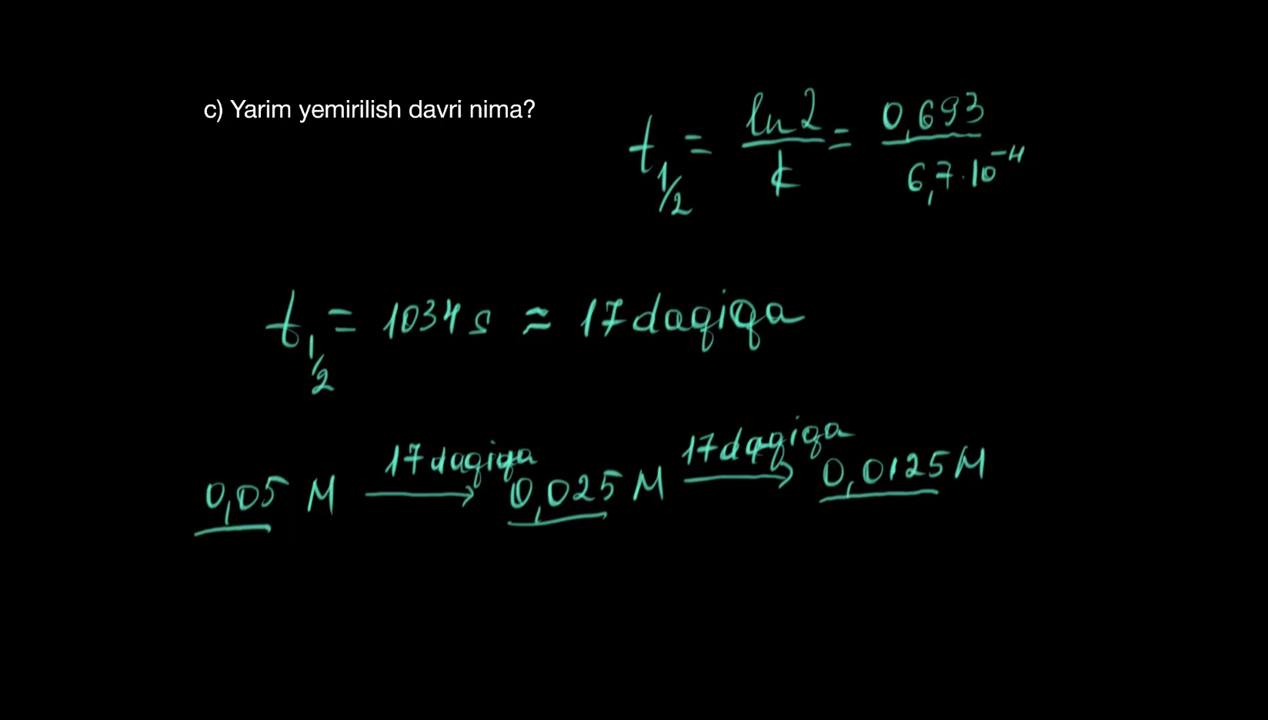 c) Yarim yemirilish davri nima?
t1/2 = ln2/k = 0,693/6,7·10⁻⁴
t1/2 = 1034 s ≈ 17 daqiqa
17 daqiqa 17 daqiqa
0,05 M → 0,025 M → 0,0125 M